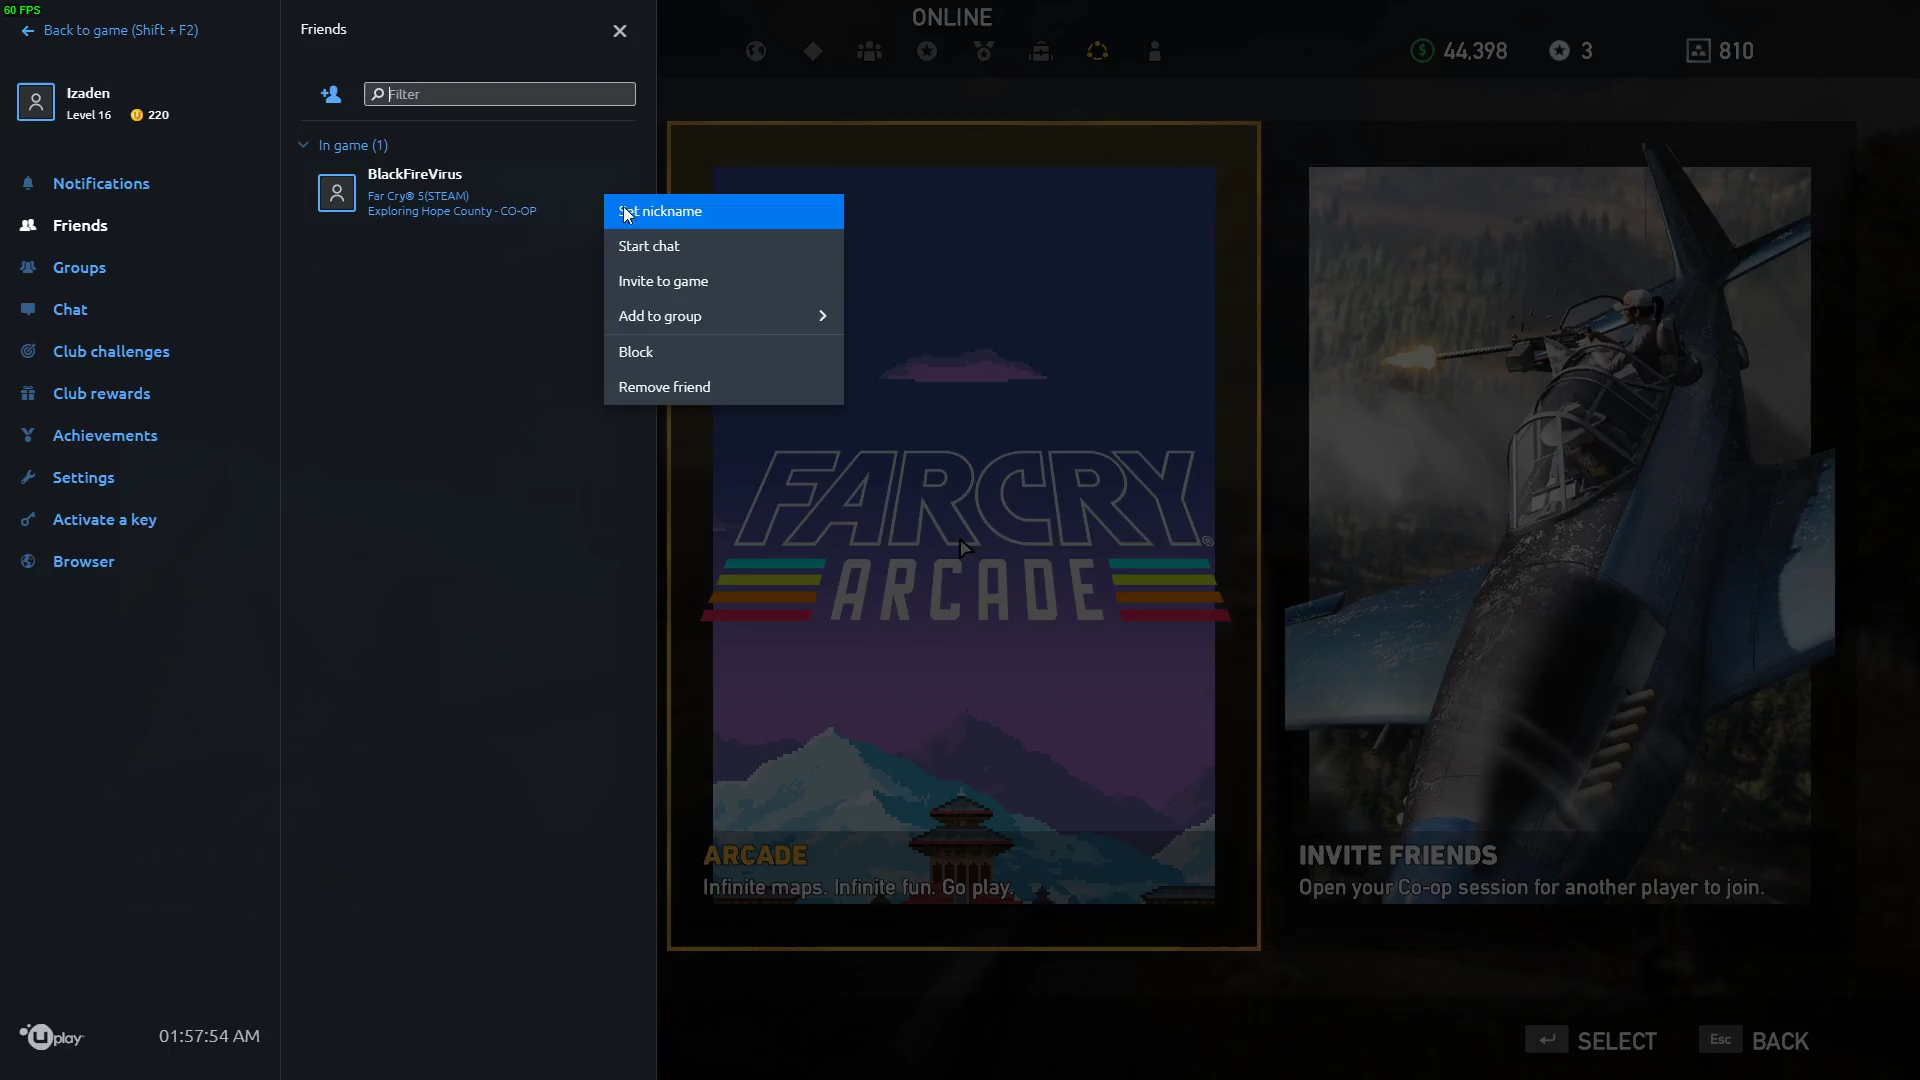 60 FPS
Back to game (Shift + F2)
Izaden
Level 16
220
Notifications
Friends
Groups
Chat
Club challenges
Club rewards
Achievements
Settings
Activate a key
Browser
uplay
01:57:54 AM
Friends
Filter
In game (1)
BlackFireVirus
Far Cry® 5(STEAM)
Exploring Hope County - CO-OP
Set nickname
Start chat
Invite to game
Add to group
Block
Remove friend
ONLINE
44,398
3
810
FARCRY®
ARCADE
ARCADE
Infinite maps. Infinite fun. Go play.
INVITE FRIENDS
Open your Co-op session for another player to join.
SELECT
Esc BACK